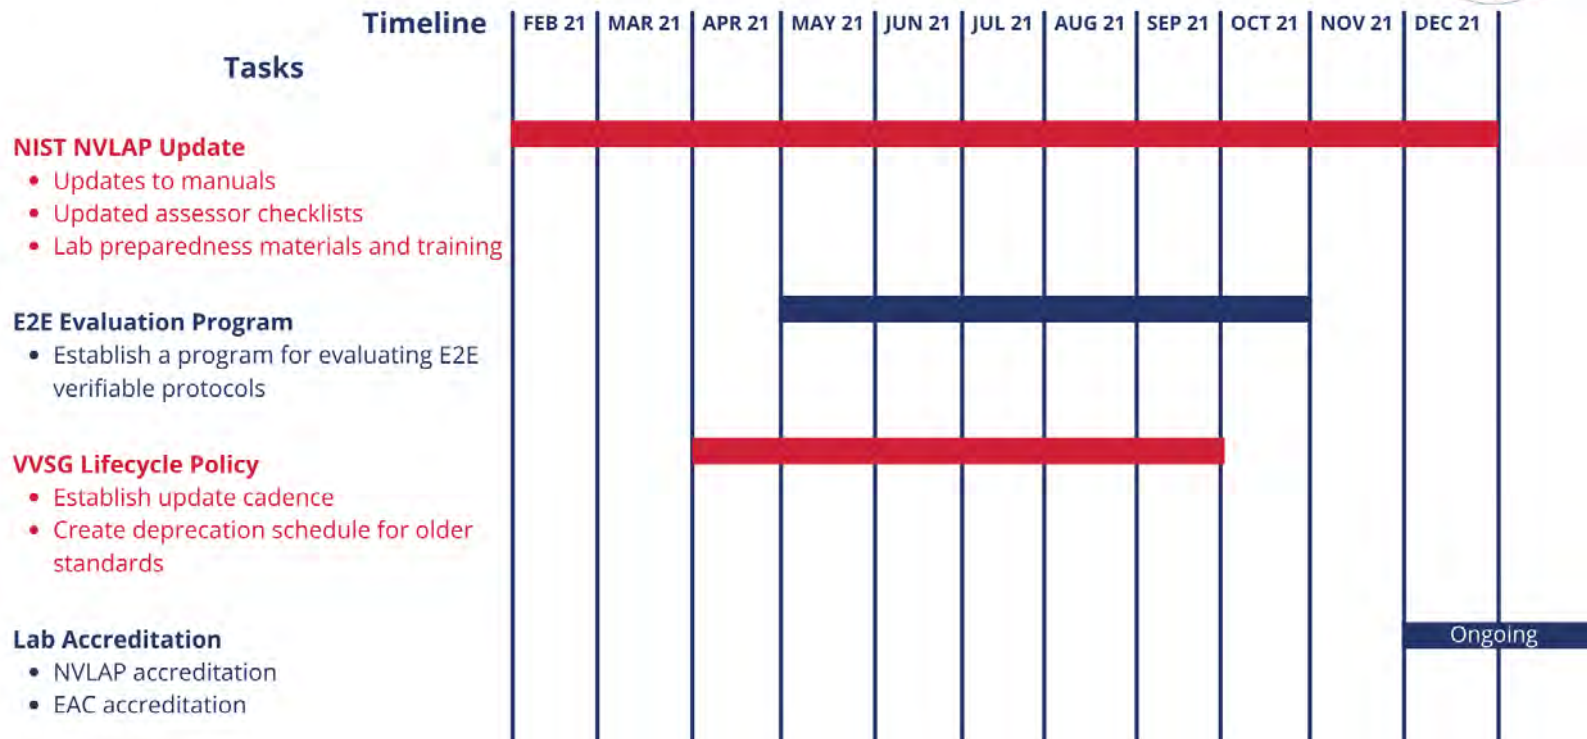 Timeline
FEB 21 MAR 21 APR 21 MAY 21 JUN 21 JUL 21 AUG 21 SEP 21 OCT 21 NOV 21 DEC 21
Tasks
NIST NVLAP Update
• Updates to manuals
• Updated assessor checklists
• Lab preparedness materials and training
E2E Evaluation Program
• Establish a program for evaluating E2E
verifiable protocols
VVSG Lifecycle Policy
• Establish update cadence
• Create deprecation schedule for older
standards
Lab Accreditation
• NVLAP accreditation
• EAC accreditation
Ongoing